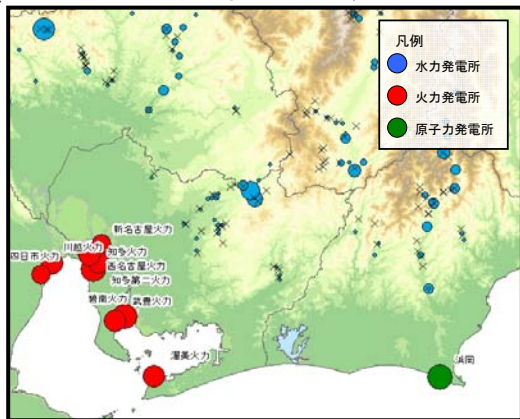 凡例
水力発電所
火力発電所
原子力発電所
新名古屋火力
川越火力
知多火力
四日市火力
西名古屋火力
知多第二火力
碧南火力
武豊火力
渥美火力
浜岡